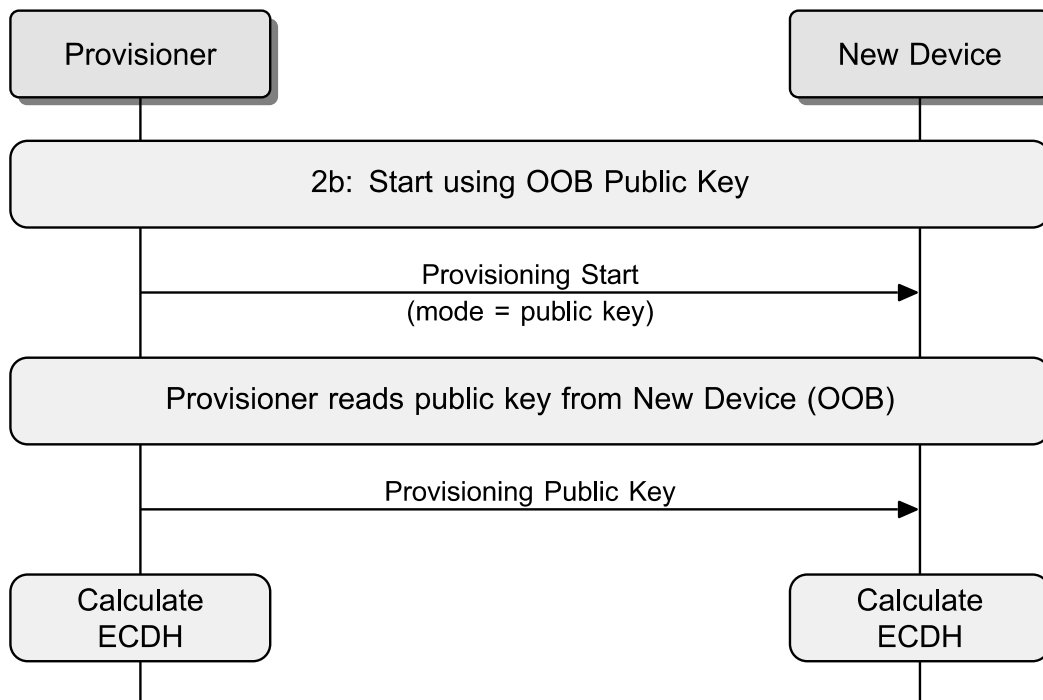 Provisioner
New Device
2b: Start using OOB Public Key
Provisioning Start
(mode = public key)
Provisioner reads public key from New Device (OOB)
Provisioning Public Key
Calculate
ECDH
Calculate
ECDH